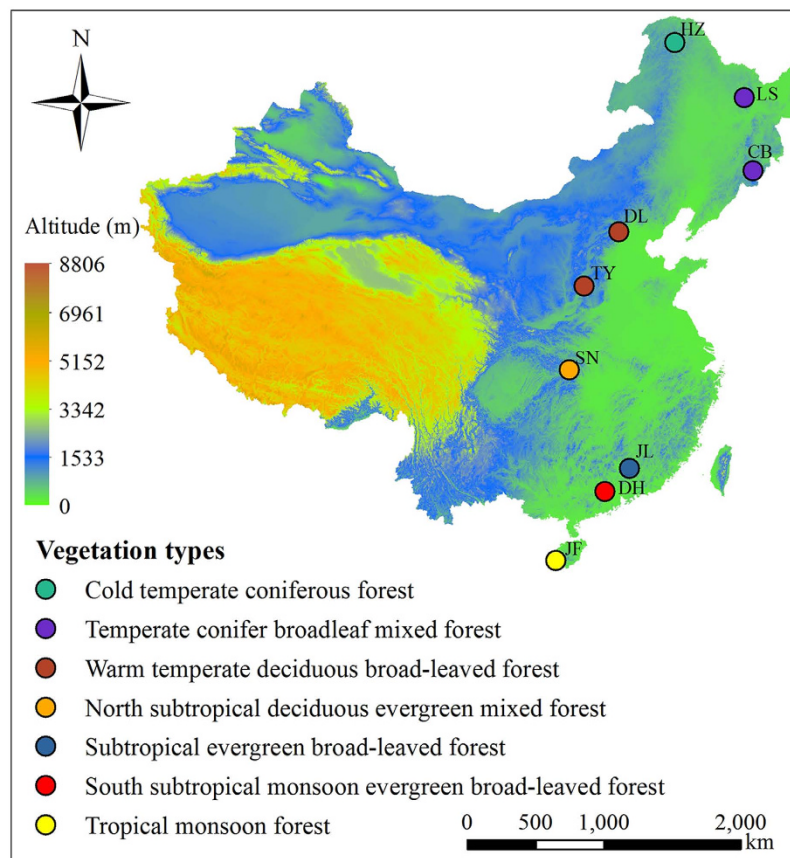 N
HZ
LS
CB
DL
Altitude (m)
8806
6961
5152
3342
1533
0
TY
SN
JL
DH
JF
Vegetation types
Cold temperate coniferous forest
Temperate conifer broadleaf mixed forest
Warm temperate deciduous broad-leaved forest
North subtropical deciduous evergreen mixed forest
Subtropical evergreen broad-leaved forest
South subtropical monsoon evergreen broad-leaved forest
Tropical monsoon forest
0 500 1,000 2,000
km